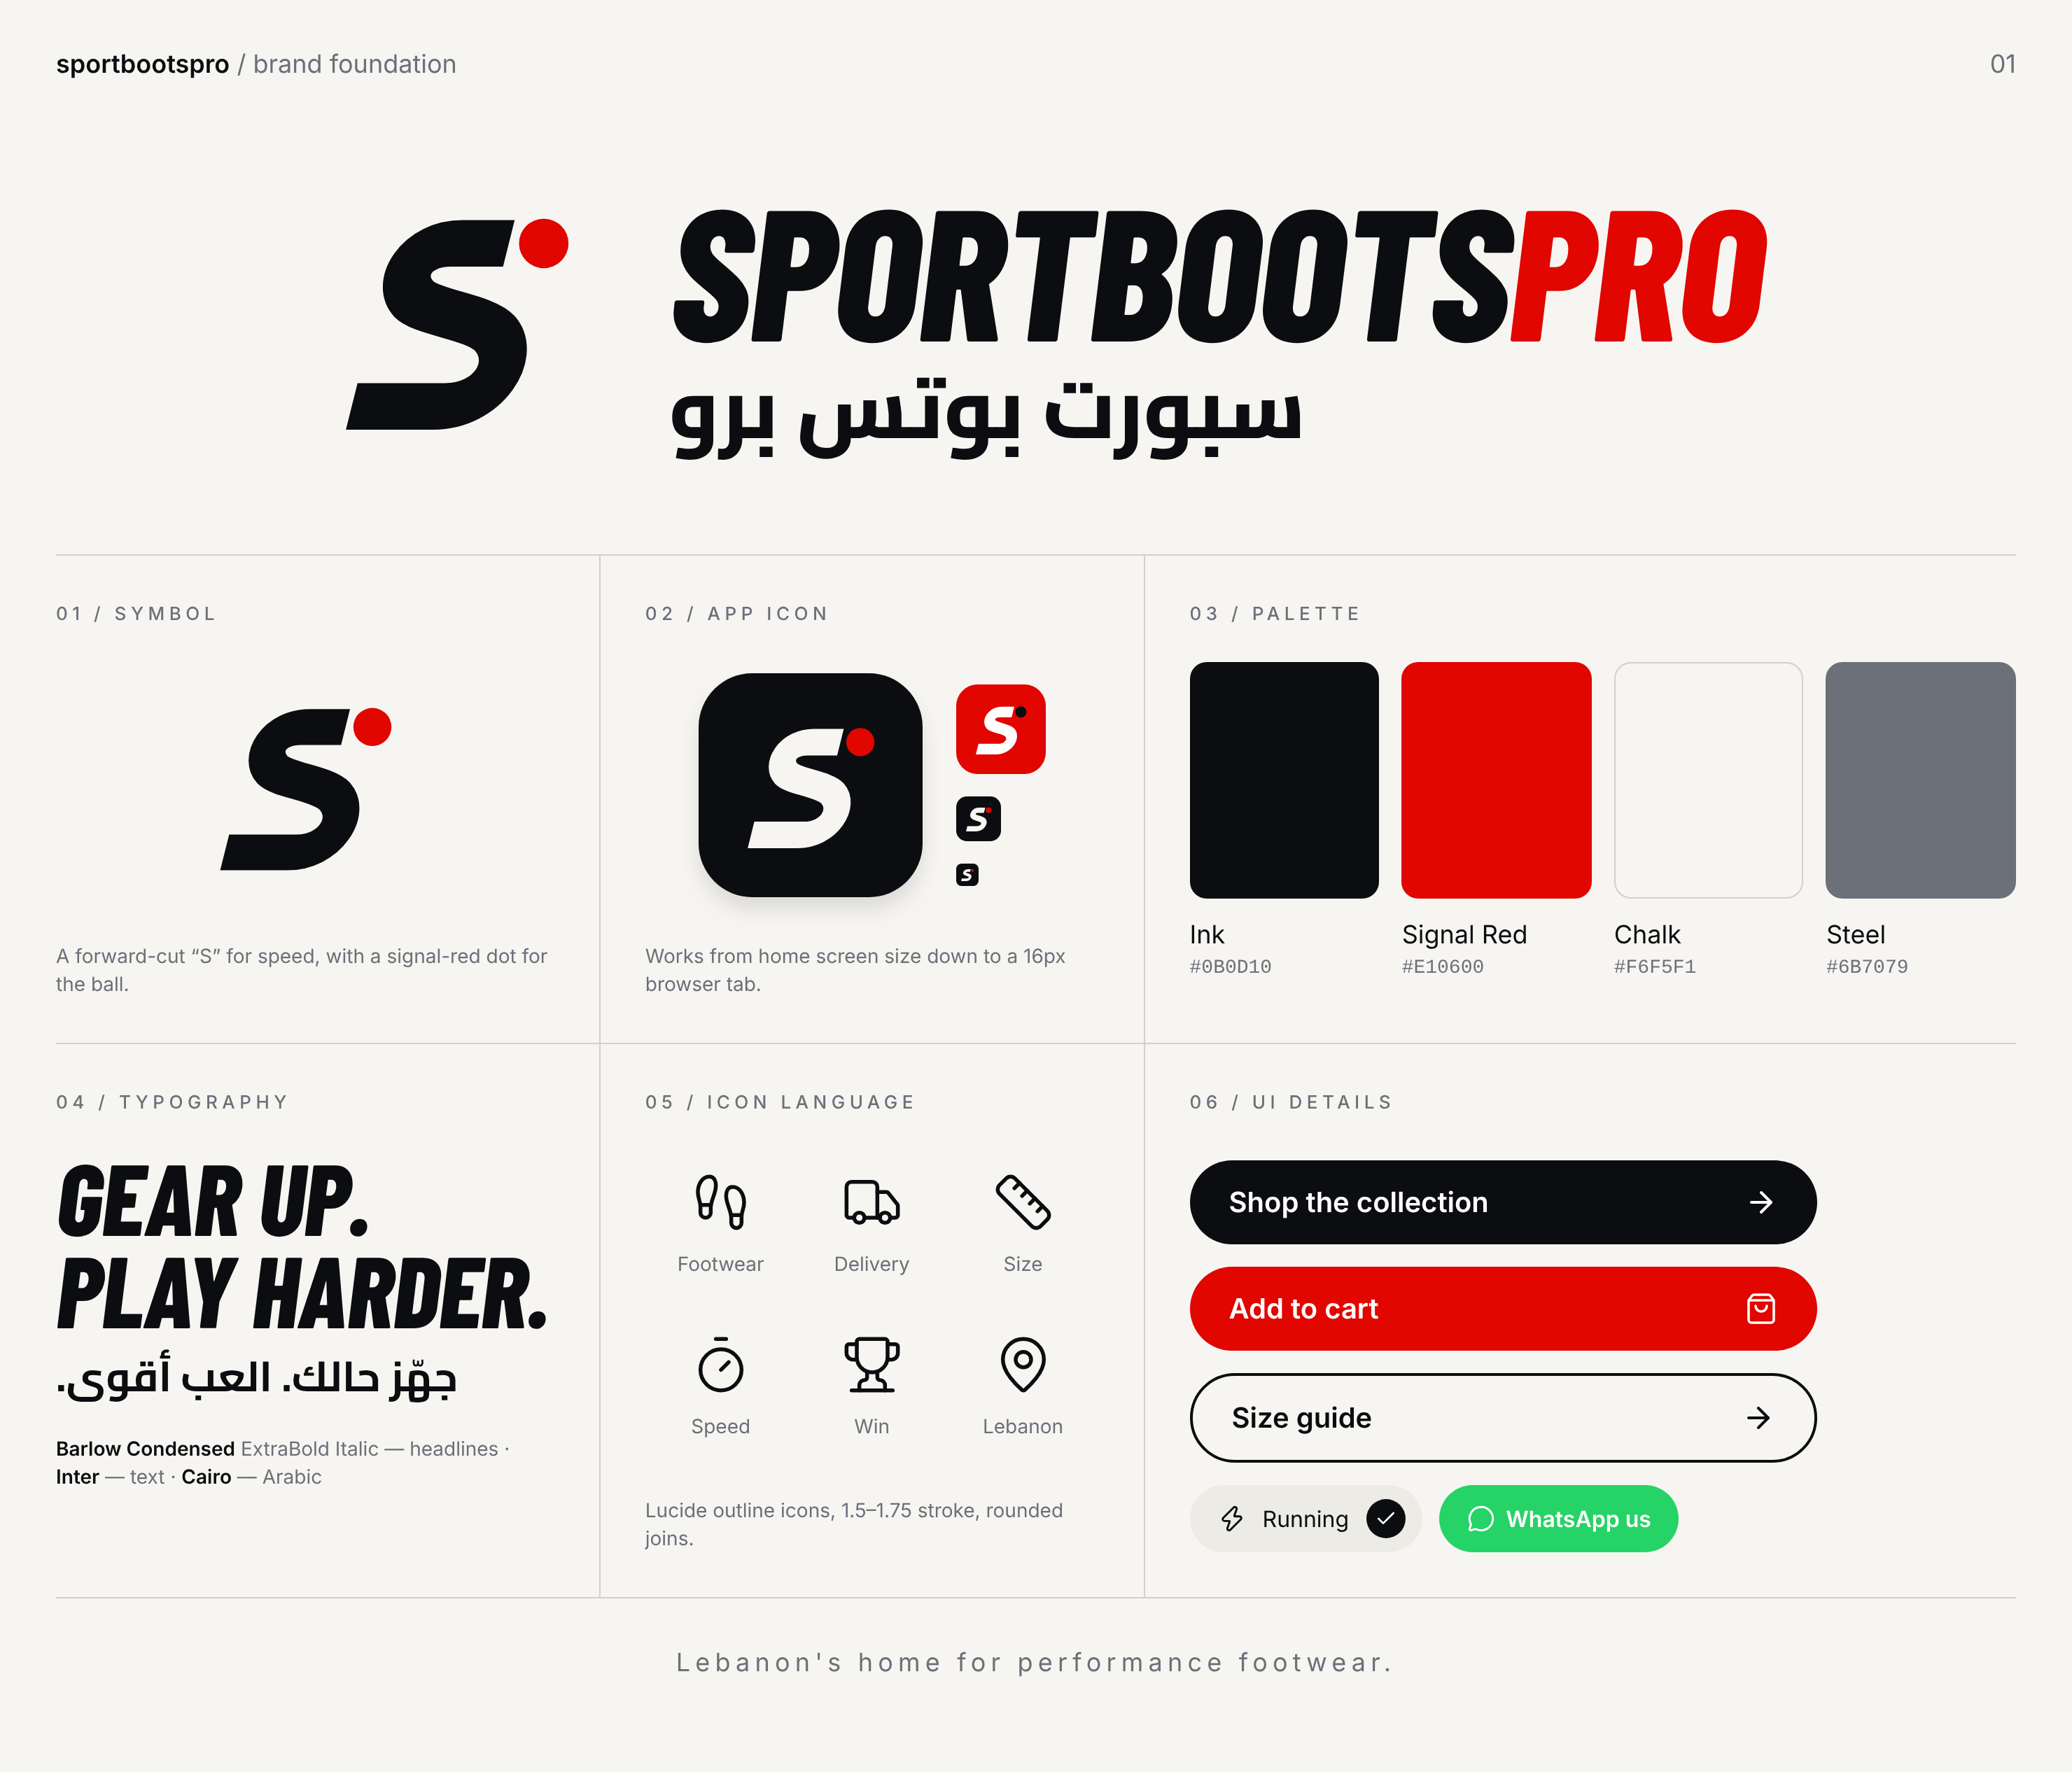 sportbootspro / brand foundation
01
SPORTBOOTSPRO
سبورت بوتس برو
01 / SYMBOL
A forward-cut “S” for speed, with a signal-red dot for
the ball.
02 / APP ICON
Works from home screen size down to a 16px
browser tab.
03 / PALETTE
Ink
#0B0D10
Signal Red
#E10600
Chalk
#F6F5F1
Steel
#6B7079
04 / TYPOGRAPHY
GEAR UP.
PLAY HARDER.
جهّز حالك. العب أقوى.
Barlow Condensed ExtraBold Italic — headlines ·
Inter — text · Cairo — Arabic
05 / ICON LANGUAGE
Footwear
Delivery
Size
Speed
Win
Lebanon
Lucide outline icons, 1.5–1.75 stroke, rounded
joins.
06 / UI DETAILS
Shop the collection
Add to cart
Size guide
Running
WhatsApp us
Lebanon's home for performance footwear.